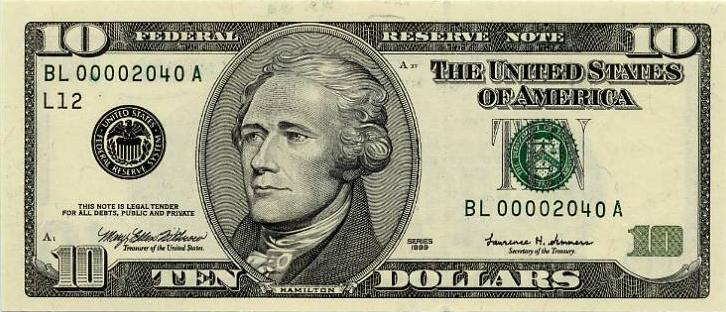 10 FEDERAL RESERVE NOTE 10
BL 00002040 A
L12
UNITED STATES
FEDERAL RESERVE
THIS NOTE IS LEGAL TENDER
FOR ALL DEBTS, PUBLIC AND PRIVATE
Mary Ellen Withrow
Treasurer of the United States.
A1
10
TEN
HAMILTON
THE UNITED STATES
OF AMERICA
TEN
BL 00002040 A
SERIES
1999
Lawrence H. Summers
Secretary of the Treasury.
10
DOLLARS